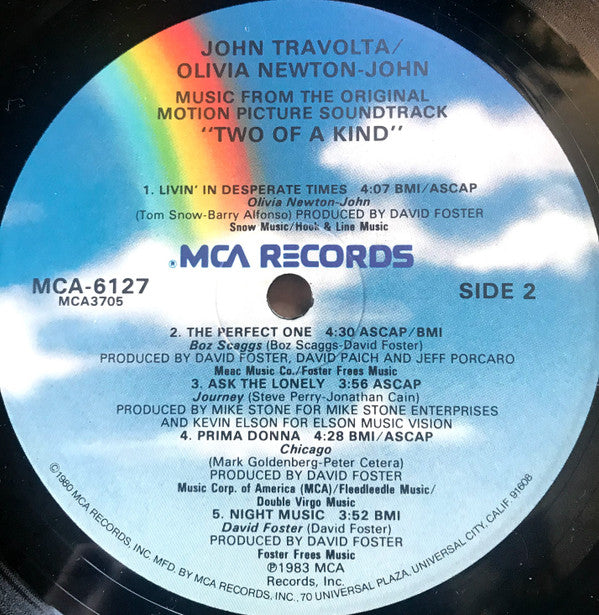 JOHN TRAVOLTA/
OLIVIA NEWTON-JOHN
MUSIC FROM THE ORIGINAL
MOTION PICTURE SOUNDTRACK
"TWO OF A KIND"
1. LIVIN' IN DESPERATE TIMES 4:07 BMI/ASCAP
Olivia Newton-John
(Tom Snow-Barry Alfonso) PRODUCED BY DAVID FOSTER
Snow Music/Hook & Line Music
®MCA RECORDS
MCA-6127
MCA3705
SIDE 2
2. THE PERFECT ONE 4:30 ASCAP/BMI
Boz Scaggs (Boz Scaggs-David Foster)
PRODUCED BY DAVID FOSTER, DAVID PAICH AND JEFF PORCARO
Meac Music Co./Foster Frees Music
3. ASK THE LONELY 3:56 ASCAP
Journey (Steve Perry-Jonathan Cain)
PRODUCED BY MIKE STONE FOR MIKE STONE ENTERPRISES
AND KEVIN ELSON FOR ELSON MUSIC VISION
4. PRIMA DONNA 4:28 BMI/ASCAP
Chicago
(Mark Goldenberg-Peter Cetera)
PRODUCED BY DAVID FOSTER
Music Corp. of America (MCA)/Fleedleedle Music/
Double Virgo Music
5. NIGHT MUSIC 3:52 BMI
David Foster (David Foster)
PRODUCED BY DAVID FOSTER
Foster Frees Music
℗1983 MCA
Records, Inc.
©1980 MCA RECORDS, INC. MFD. BY MCA RECORDS, INC., 70 UNIVERSAL PLAZA, UNIVERSAL CITY, CALIF. 91608